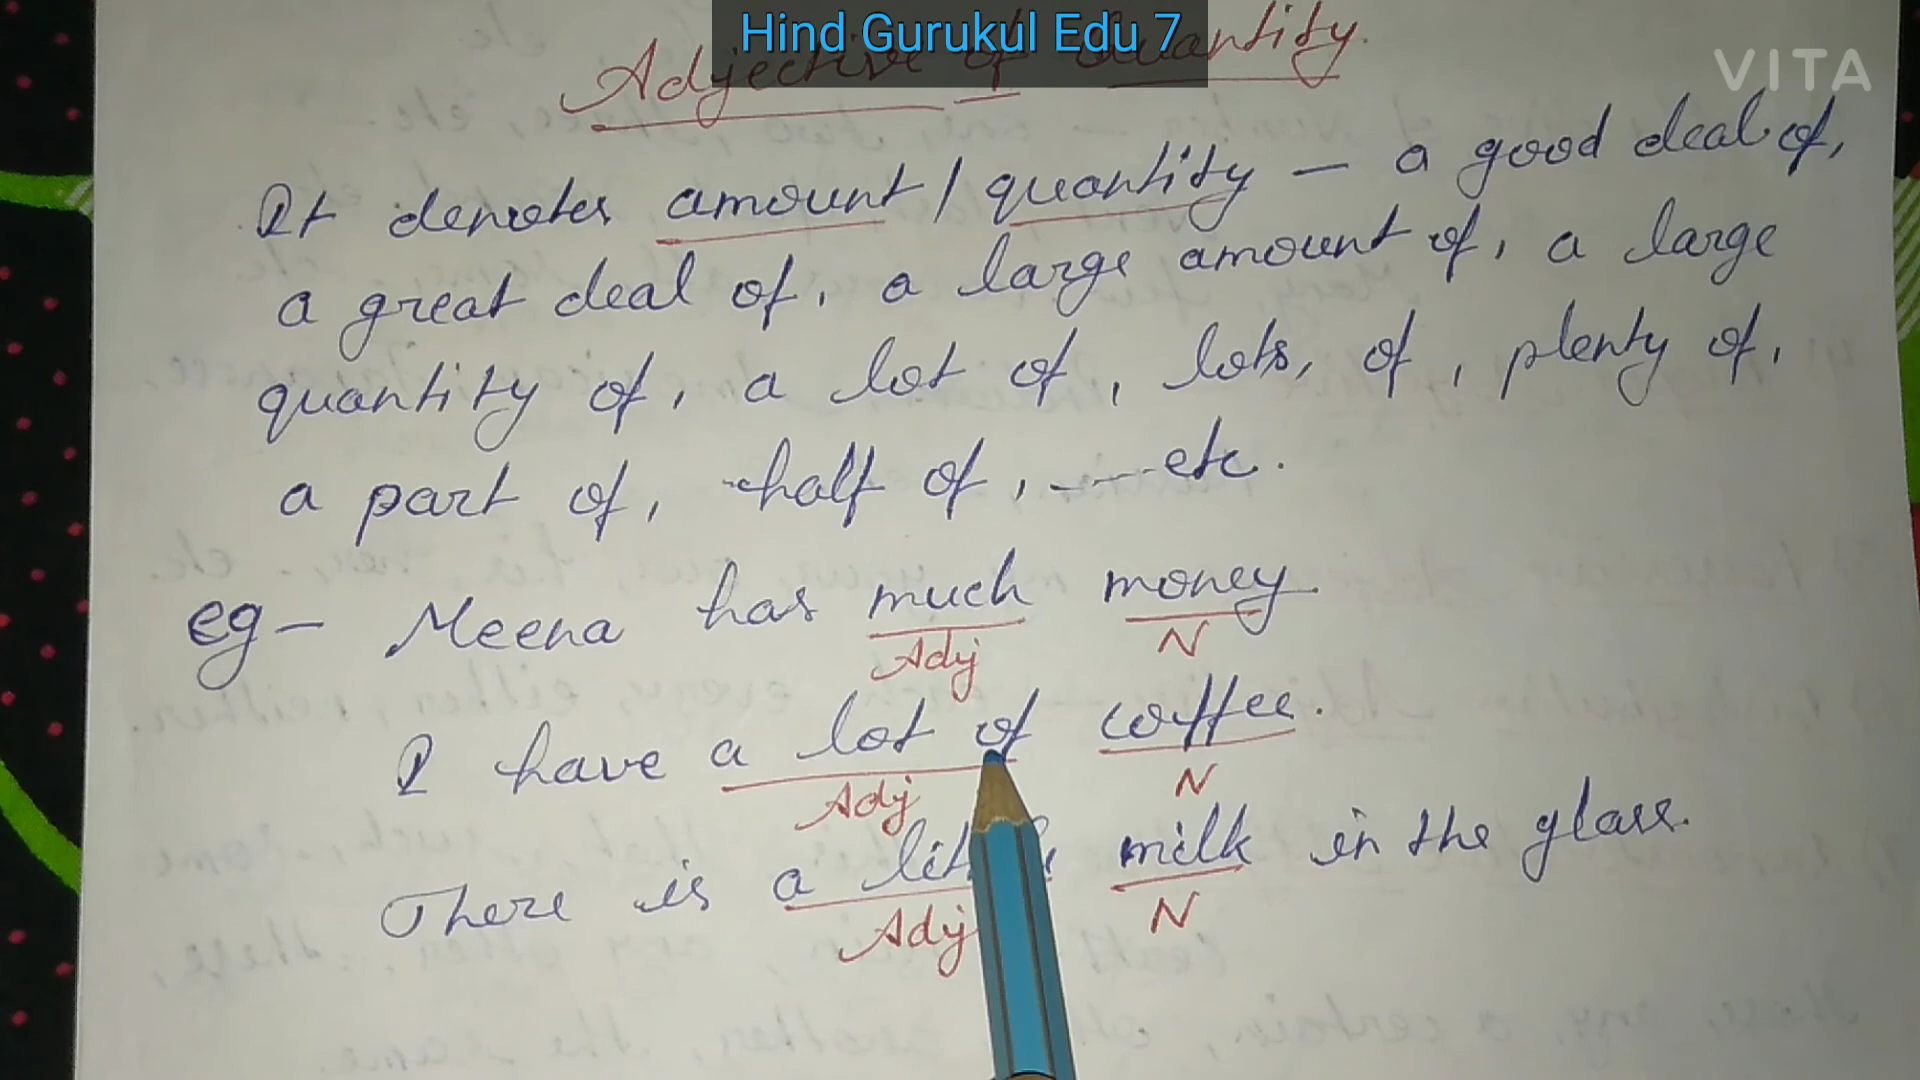 Hind Gurukul Edu 7
VITA
Adjective of Quantity.
It denotes amount/quantity — a good deal of,
a great deal of, a large amount of, a large
quantity of, a lot of, lots, of, plenty of,
a part of, half of, --- etc.
eg- Meena has much money.
Adj N
I have a lot of coffee.
Adj N
There is a little milk in the glass.
Adj N